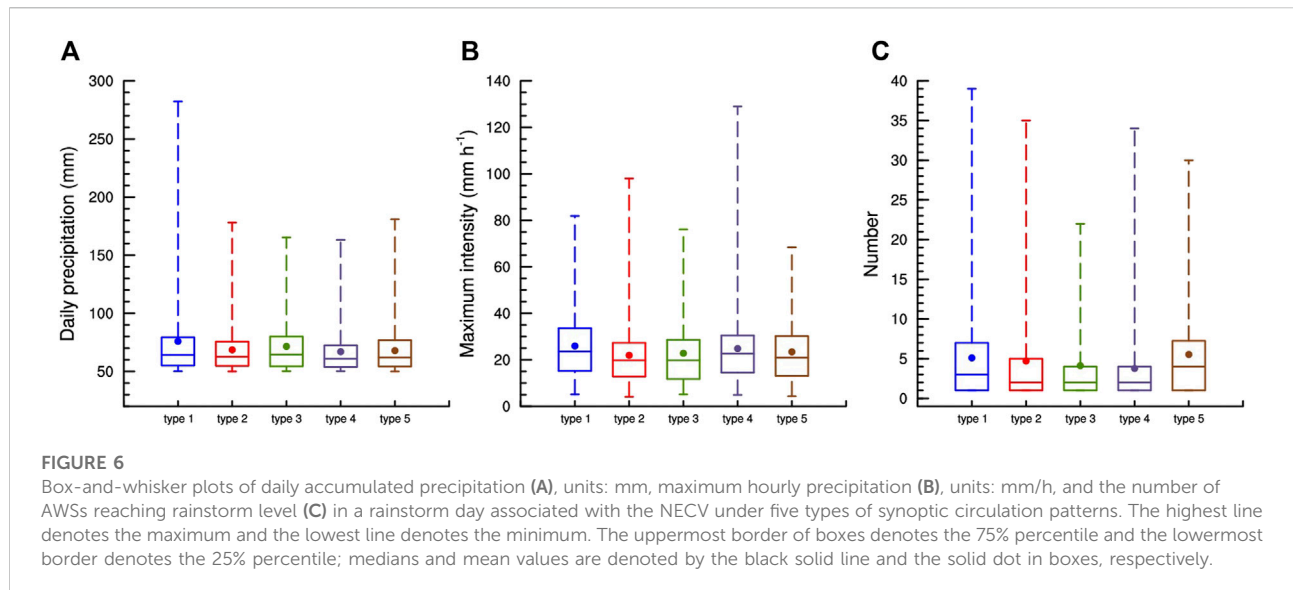 A
B
C
300
250
200
150
100
50
Daily precipitation (mm)
type 1 type 2 type 3 type 4 type 5
140
120
100
80
60
40
20
0
Maximum intensity (mm h⁻¹)
type 1 type 2 type 3 type 4 type 5
40
35
30
25
20
15
10
5
0
Number
type 1 type 2 type 3 type 4 type 5
FIGURE 6
Box-and-whisker plots of daily accumulated precipitation (A), units: mm, maximum hourly precipitation (B), units: mm/h, and the number of
AWSs reaching rainstorm level (C) in a rainstorm day associated with the NECV under five types of synoptic circulation patterns. The highest line
denotes the maximum and the lowest line denotes the minimum. The uppermost border of boxes denotes the 75% percentile and the lowermost
border denotes the 25% percentile; medians and mean values are denoted by the black solid line and the solid dot in boxes, respectively.